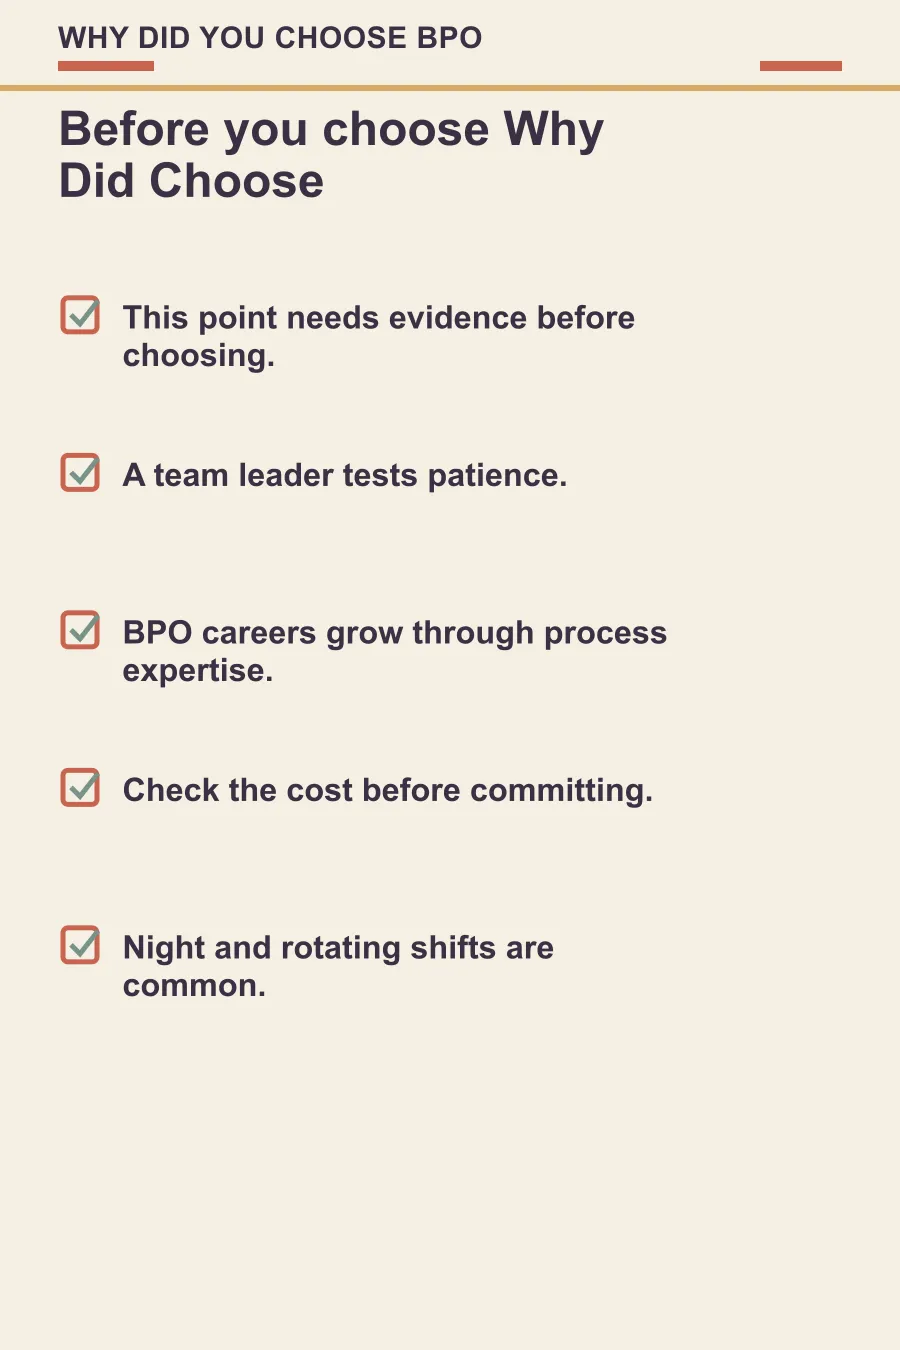 WHY DID YOU CHOOSE BPO
Before you choose Why
Did Choose
This point needs evidence before
choosing.
A team leader tests patience.
BPO careers grow through process
expertise.
Check the cost before committing.
Night and rotating shifts are
common.